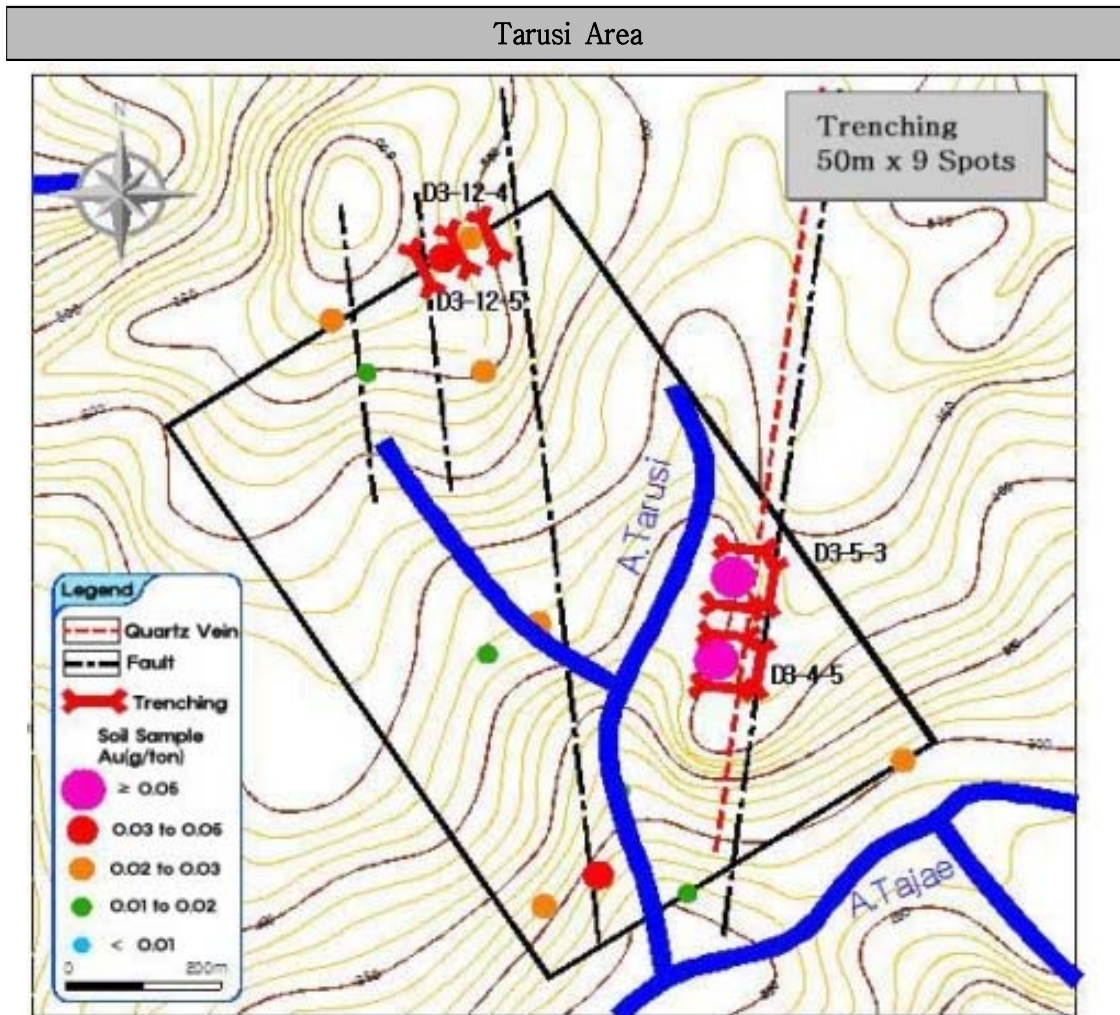 Tarusi Area
N
Trenching
50m x 9 Spots
D3-12-4
D3-12-5
A.Tarusi
D3-5-3
D3-4-5
A.Tajae
Legend
Quartz Vein
Fault
Trenching
Soil Sample
Au(g/ton)
≥ 0.05
0.03 to 0.05
0.02 to 0.03
0.01 to 0.02
< 0.01
0 200m